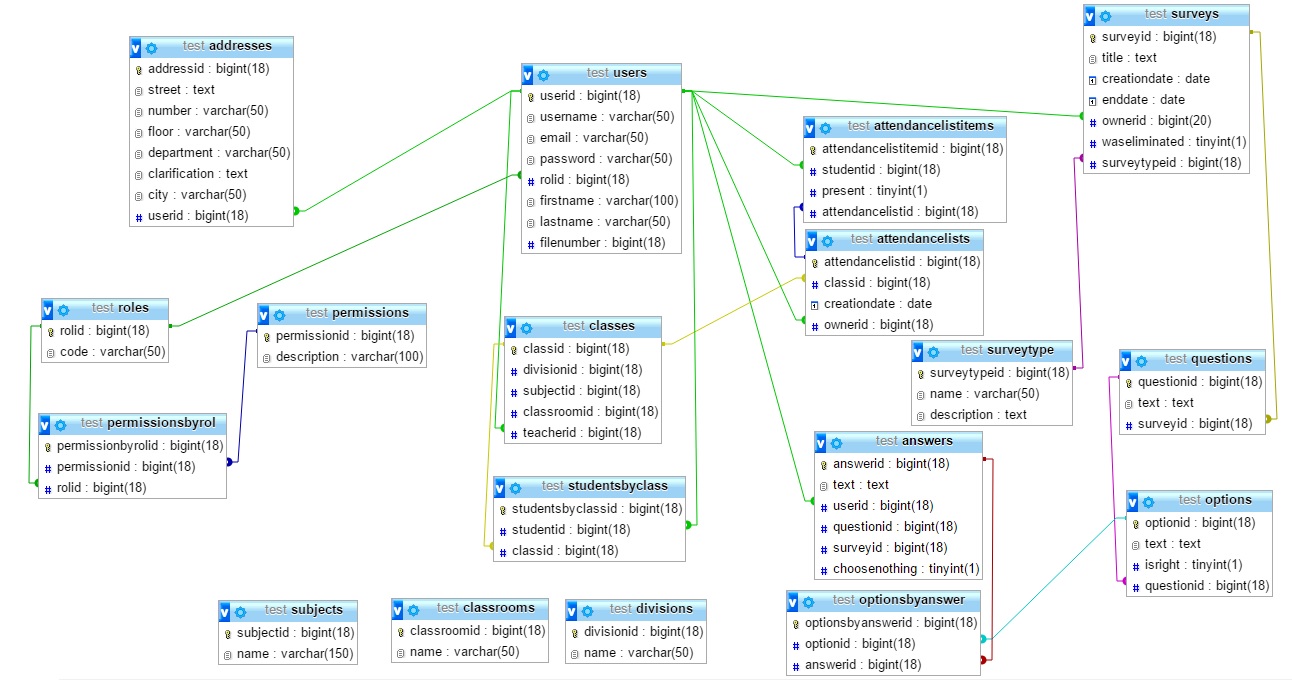 test addresses
addressid : bigint(18)
street : text
number : varchar(50)
floor : varchar(50)
department : varchar(50)
clarification : text
city : varchar(50)
userid : bigint(18)
test users
userid : bigint(18)
username : varchar(50)
email : varchar(50)
password : varchar(50)
rolid : bigint(18)
firstname : varchar(100)
lastname : varchar(50)
filenumber : bigint(18)
test surveys
surveyid : bigint(18)
title : text
creationdate : date
enddate : date
ownerid : bigint(20)
waseliminated : tinyint(1)
surveytypeid : bigint(18)
test attendancelistitems
attendancelistitemid : bigint(18)
studentid : bigint(18)
present : tinyint(1)
attendancelistid : bigint(18)
test attendancelists
attendancelistid : bigint(18)
classid : bigint(18)
creationdate : date
ownerid : bigint(18)
test roles
rolid : bigint(18)
code : varchar(50)
test permissions
permissionid : bigint(18)
description : varchar(100)
test classes
classid : bigint(18)
divisionid : bigint(18)
subjectid : bigint(18)
classroomid : bigint(18)
teacherid : bigint(18)
test surveytype
surveytypeid : bigint(18)
name : varchar(50)
description : text
test questions
questionid : bigint(18)
text : text
surveyid : bigint(18)
test permissionsbyrol
permissionbyrolid : bigint(18)
permissionid : bigint(18)
rolid : bigint(18)
test answers
answerid : bigint(18)
text : text
userid : bigint(18)
questionid : bigint(18)
surveyid : bigint(18)
choosenothing : tinyint(1)
test studentsbyclass
studentsbyclassid : bigint(18)
studentid : bigint(18)
classid : bigint(18)
test options
optionid : bigint(18)
text : text
isright : tinyint(1)
questionid : bigint(18)
test subjects
subjectid : bigint(18)
name : varchar(150)
test classrooms
classroomid : bigint(18)
name : varchar(50)
test divisions
divisionid : bigint(18)
name : varchar(50)
test optionsbyanswer
optionsbyanswerid : bigint(18)
optionid : bigint(18)
answerid : bigint(18)